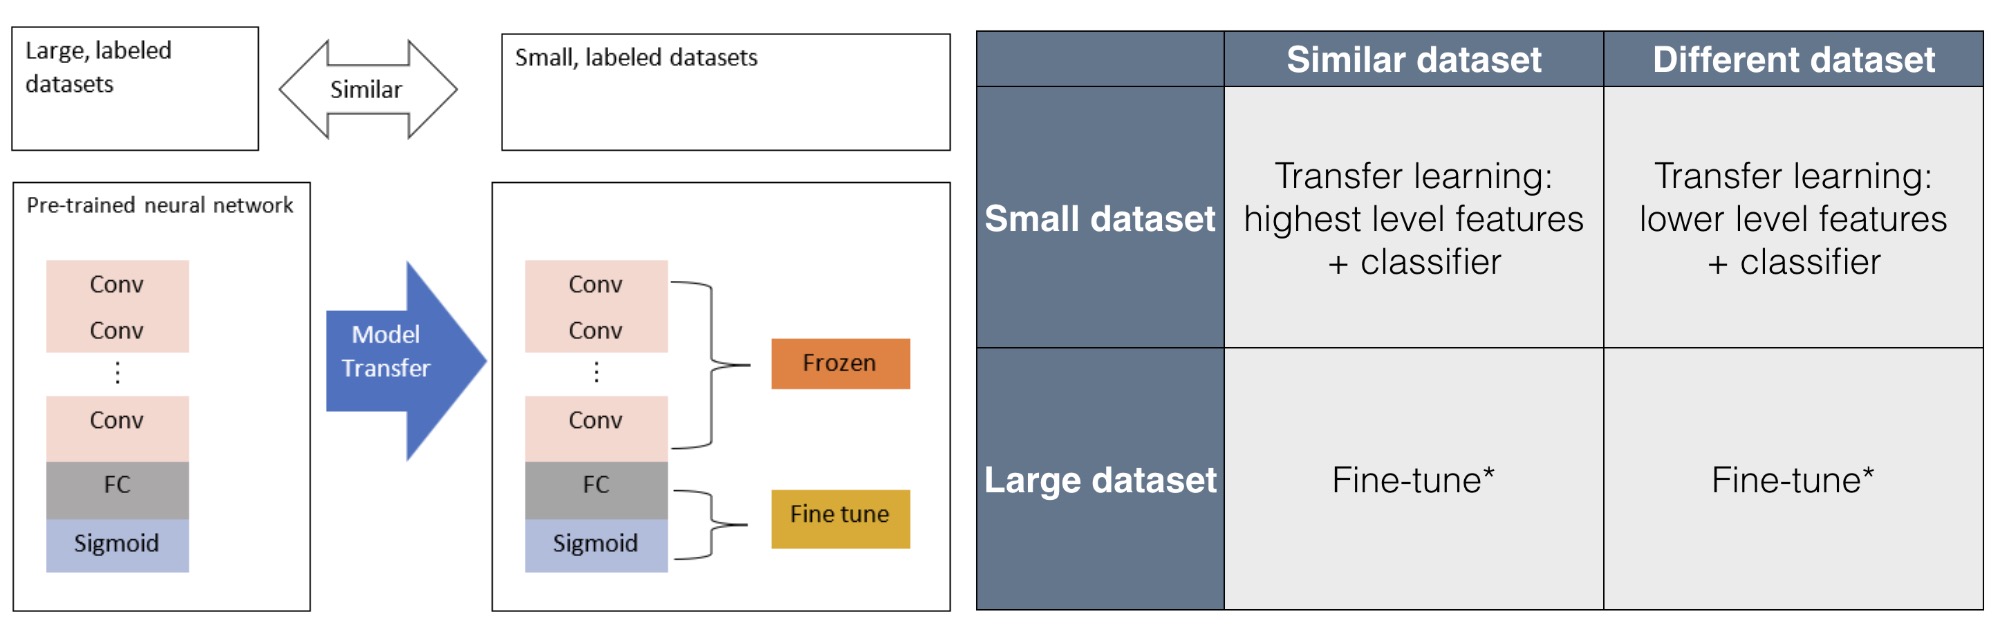 Large, labeled
datasets
Similar
Small, labeled datasets
Pre-trained neural network
Conv
Conv
⋮
Conv
FC
Sigmoid
Model
Transfer
Conv
Conv
⋮
Conv
FC
Sigmoid
Frozen
Fine tune
Similar dataset
Different dataset
Small dataset
Transfer learning:
highest level features
+ classifier
Transfer learning:
lower level features
+ classifier
Large dataset
Fine-tune*
Fine-tune*